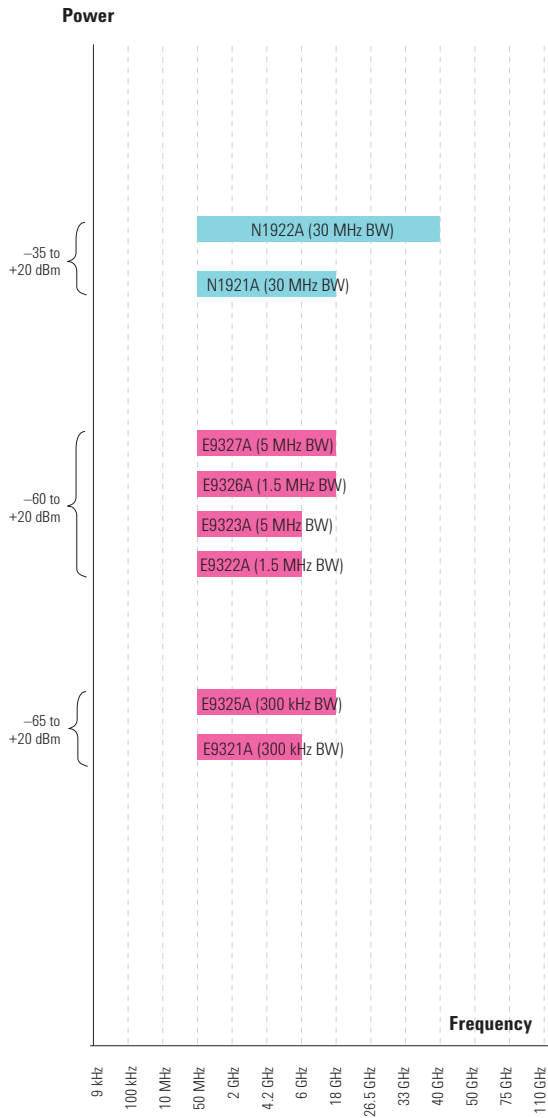 Power
–35 to
+20 dBm
N1922A (30 MHz BW)
N1921A (30 MHz BW)
–60 to
+20 dBm
E9327A (5 MHz BW)
E9326A (1.5 MHz BW)
E9323A (5 MHz BW)
E9322A (1.5 MHz BW)
–65 to
+20 dBm
E9325A (300 kHz BW)
E9321A (300 kHz BW)
Frequency
9 kHz
100 kHz
10 MHz
50 MHz
2 GHz
4.2 GHz
6 GHz
18 GHz
26.5 GHz
33 GHz
40 GHz
50 GHz
75 GHz
110 GHz